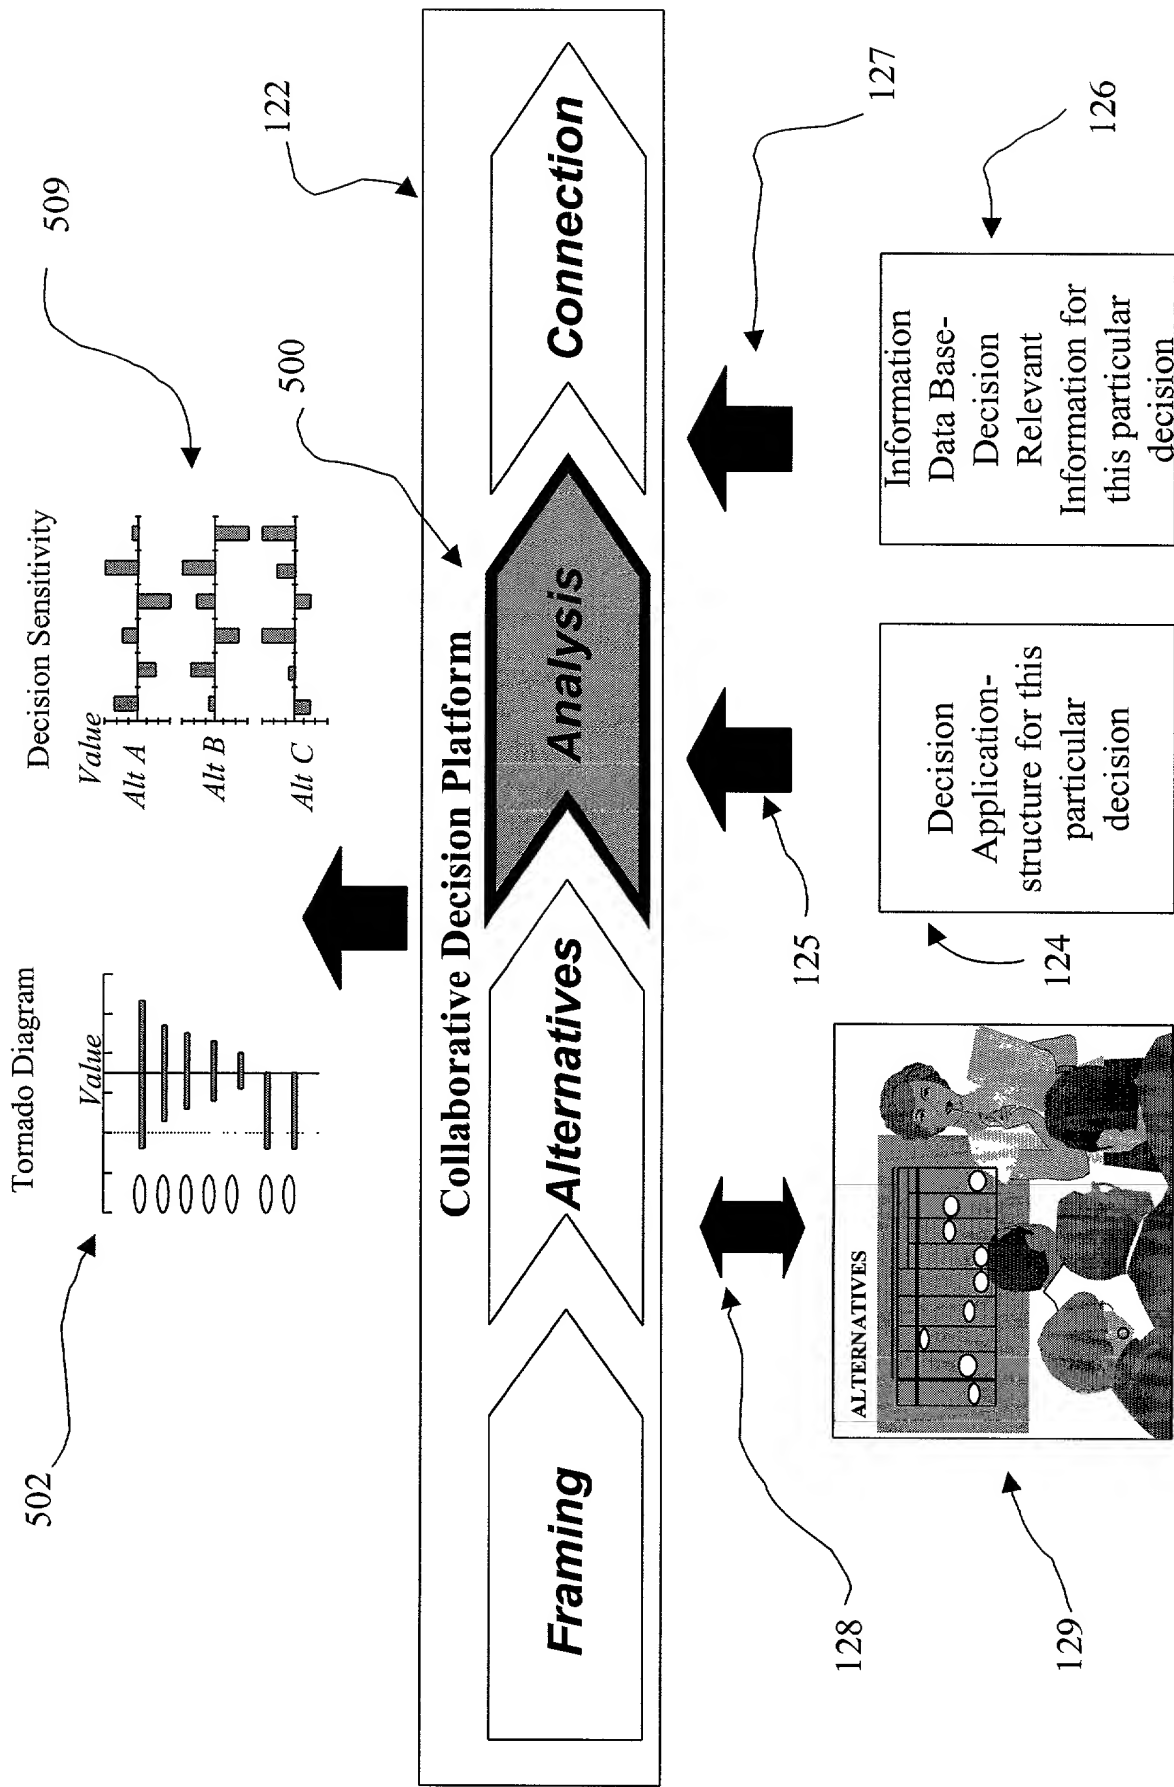 502
Tornado Diagram
Value
Decision Sensitivity
Value
Alt A
Alt B
Alt C
509
122
500
Collaborative Decision Platform
Framing
Alternatives
Analysis
Connection
128
129
ALTERNATIVES
125
124
Decision
Application-
structure for this
particular
decision
127
126
Information
Data Base-
Decision
Relevant
Information for
this particular
decision